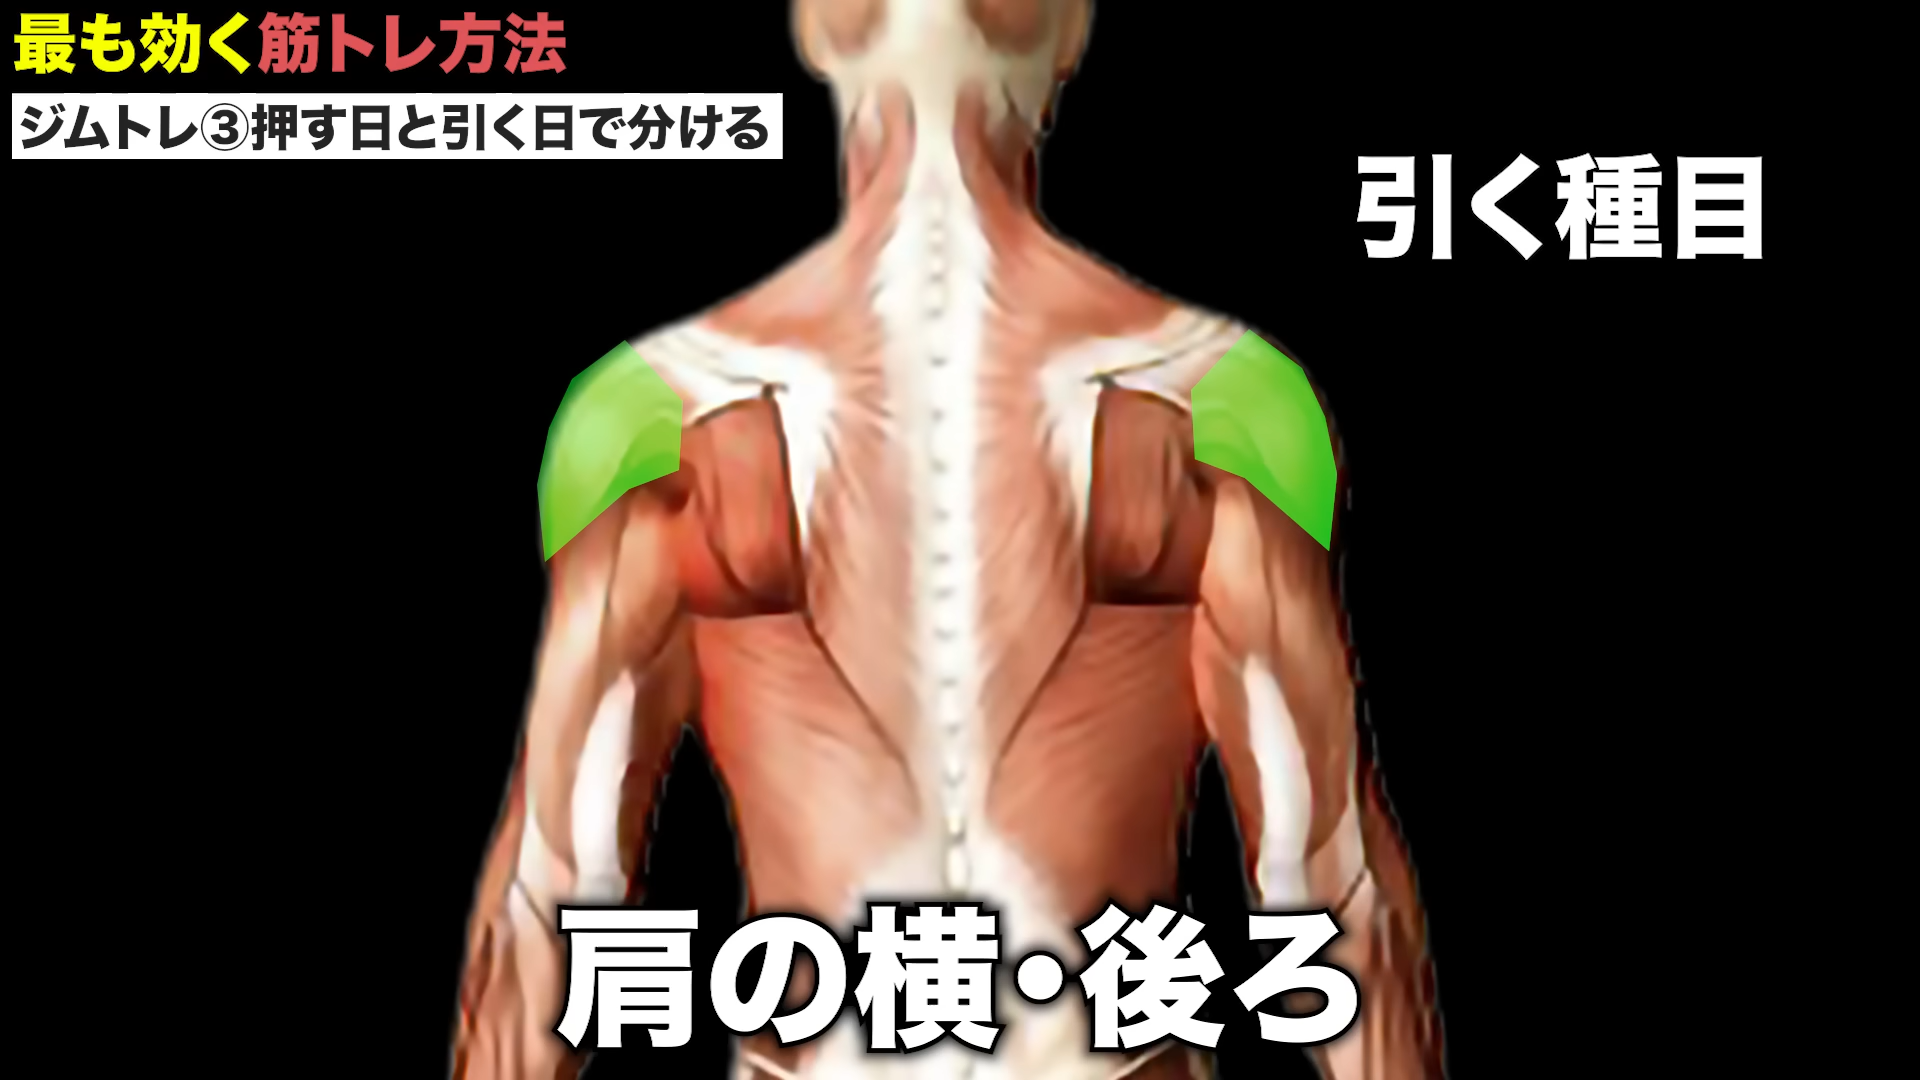 最も効く筋トレ方法
ジムトレ③押す日と引く日で分ける
引く種目
肩の横・後ろ